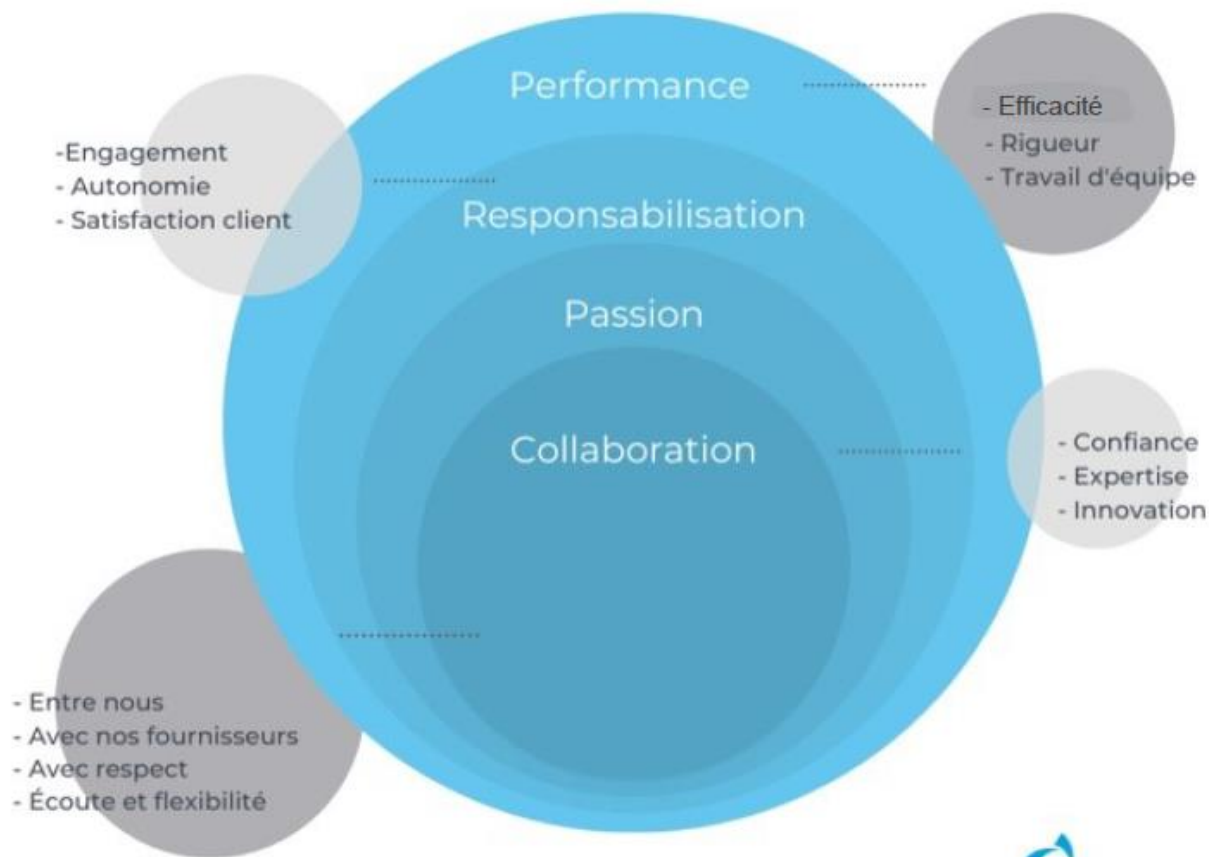 Performance
- Efficacité
- Rigueur
- Travail d'équipe
-Engagement
- Autonomie
- Satisfaction client
Responsabilisation
Passion
Collaboration
- Confiance
- Expertise
- Innovation
- Entre nous
- Avec nos fournisseurs
- Avec respect
- Écoute et flexibilité